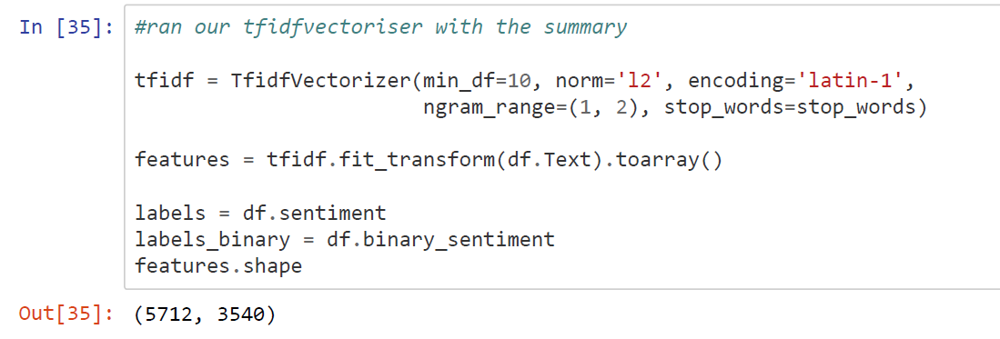 In [35]: #ran our tfidfvectoriser with the summary
tfidf = TfidfVectorizer(min_df=10, norm='l2', encoding='latin-1',
ngram_range=(1, 2), stop_words=stop_words)
features = tfidf.fit_transform(df.Text).toarray()
labels = df.sentiment
labels_binary = df.binary_sentiment
features.shape
Out[35]: (5712, 3540)